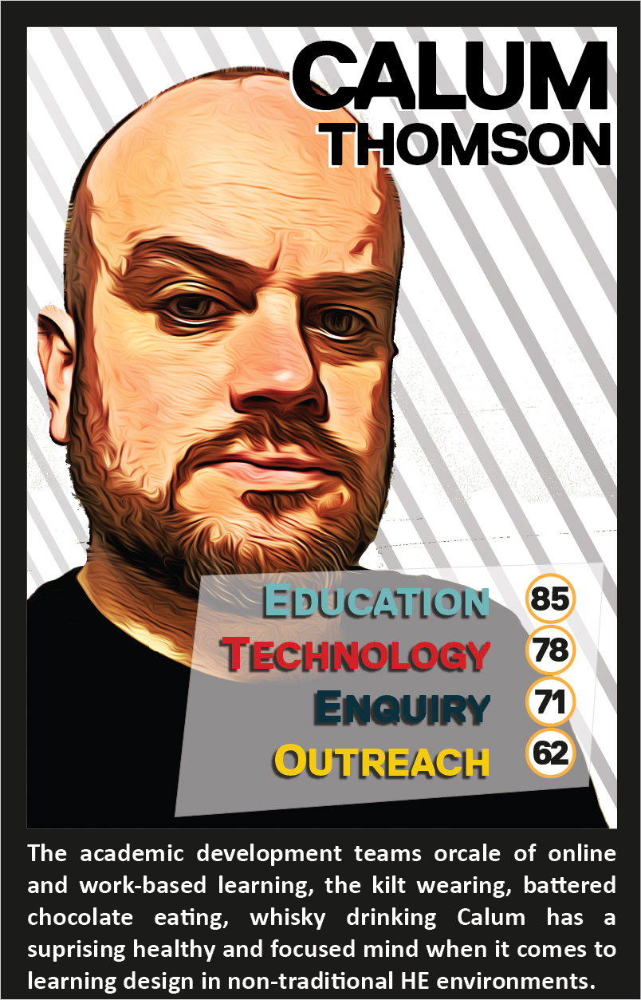 CALUM
THOMSON
EDUCATION 85
TECHNOLOGY 78
ENQUIRY 71
OUTREACH 62
The academic development teams orcale of online
and work-based learning, the kilt wearing, battered
chocolate eating, whisky drinking Calum has a
suprising healthy and focused mind when it comes to
learning design in non-traditional HE environments.